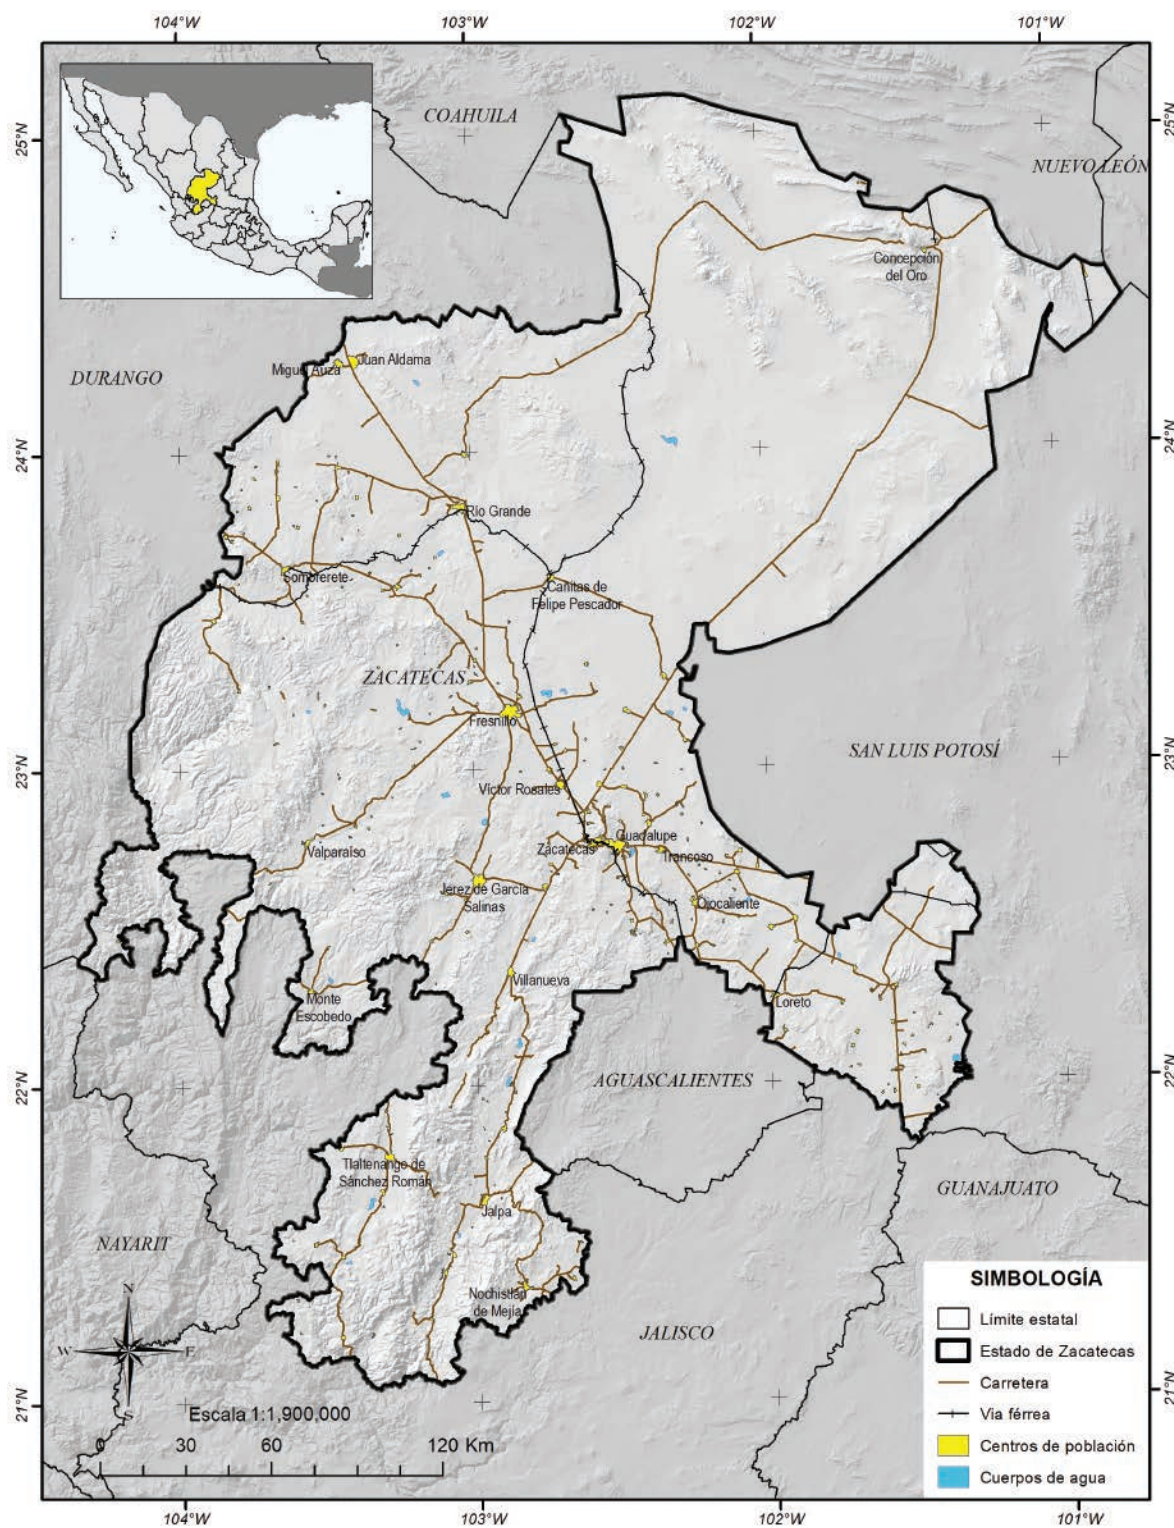 104°W 103°W 102°W 101°W
COAHUILA
25°N
25°N
NUEVO LEÓN
Concepción
del Oro
Juan Aldama
Miguel Auza
DURANGO
24°N
24°N
Río Grande
Sombrerete
Cañitas de
Felipe Pescador
ZACATECAS
Fresnillo
SAN LUIS POTOSÍ
23°N
23°N
Víctor Rosales
Guadalupe
Zacatecas
Trancoso
Valparaíso
Jerez de García
Salinas
Ojocaliente
Villanueva
Monte
Escobedo
Loreto
22°N
22°N
AGUASCALIENTES
Tlaltenango de
Sánchez Román
GUANAJUATO
Jalpa
NAYARIT
Nochistlán
de Mejía
JALISCO
N
W E
S
21°N
21°N
Escala 1:1,900,000
0 30 60 120 Km
SIMBOLOGÍA
Límite estatal
Estado de Zacatecas
Carretera
Via férrea
Centros de población
Cuerpos de agua
104°W 103°W 102°W 101°W